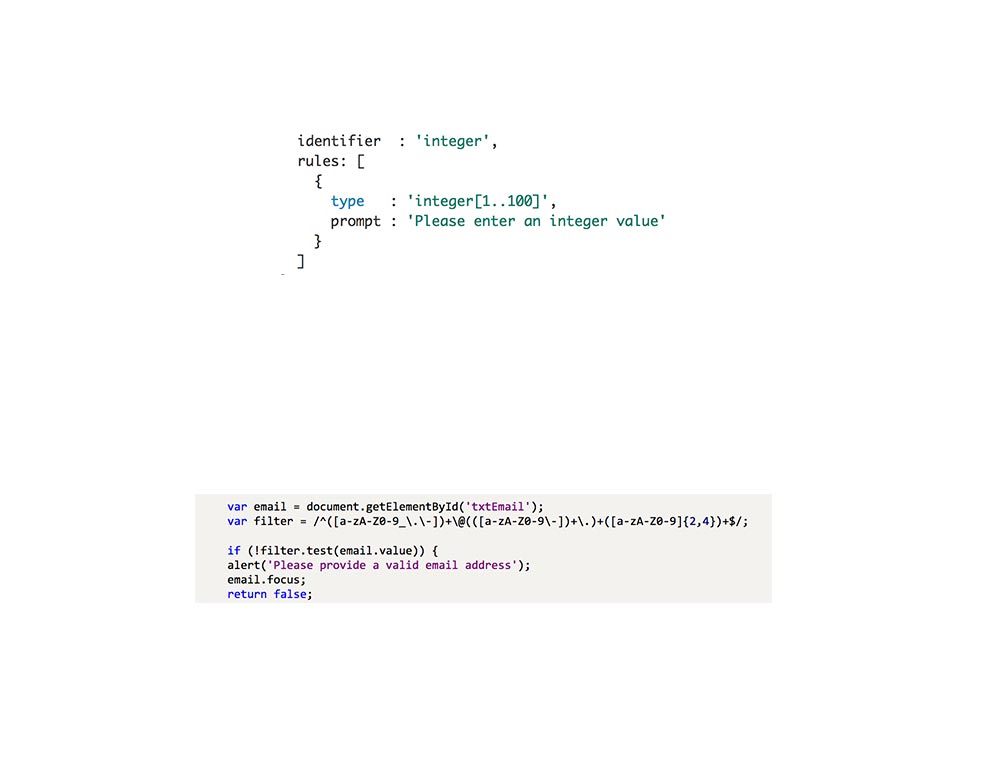 identifier  : 'integer',
rules: [
  {
    type   : 'integer[1..100]',
    prompt : 'Please enter an integer value'
  }
]
var email = document.getElementById('txtEmail');
var filter = /^([a-zA-Z0-9_\.\-])+\@(([a-zA-Z0-9\-])+\.)+([a-zA-Z0-9]{2,4})+$/;
if (!filter.test(email.value)) {
alert('Please provide a valid email address');
email.focus;
return false;